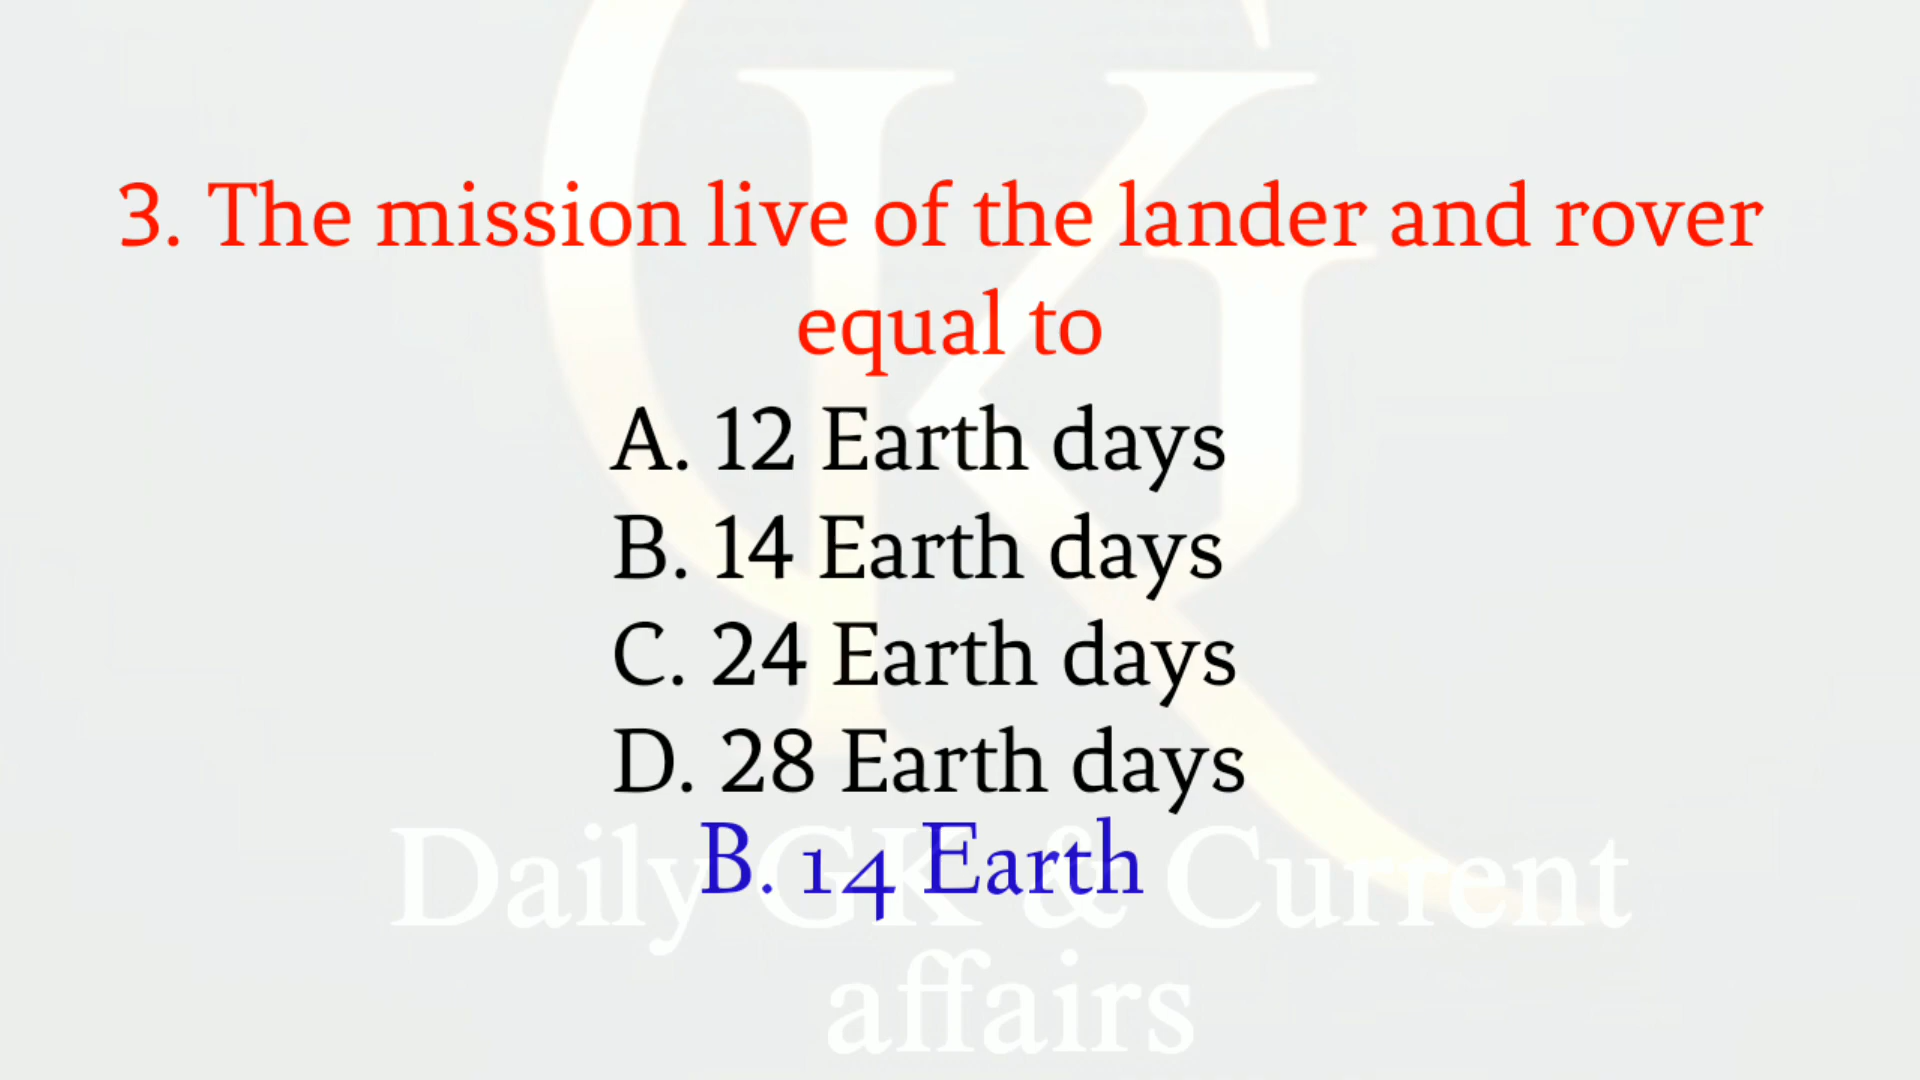 3. The mission live of the lander and rover
equal to
A. 12 Earth days
B. 14 Earth days
C. 24 Earth days
D. 28 Earth days
B. 14 Earth
Daily GK & Current
affairs